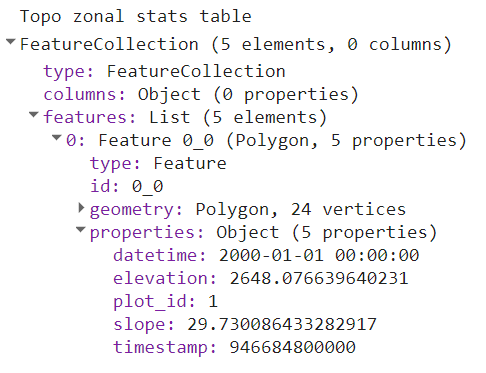 Topo zonal stats table
FeatureCollection (5 elements, 0 columns)
type: FeatureCollection
columns: Object (0 properties)
features: List (5 elements)
0: Feature 0_0 (Polygon, 5 properties)
type: Feature
id: 0_0
geometry: Polygon, 24 vertices
properties: Object (5 properties)
datetime: 2000-01-01 00:00:00
elevation: 2648.076639640231
plot_id: 1
slope: 29.730086433282917
timestamp: 946684800000